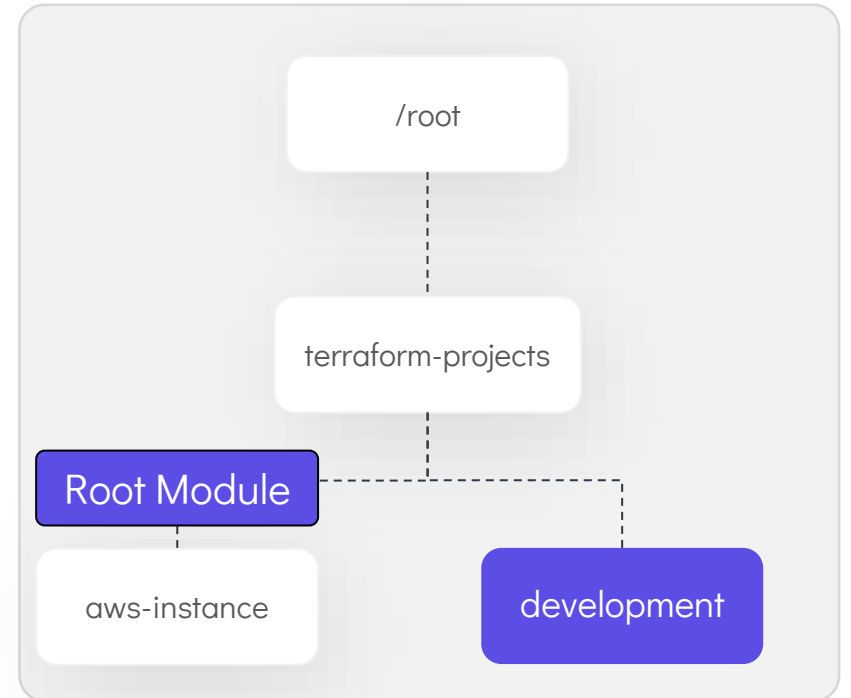 /root
terraform-projects
Root Module
aws-instance
development